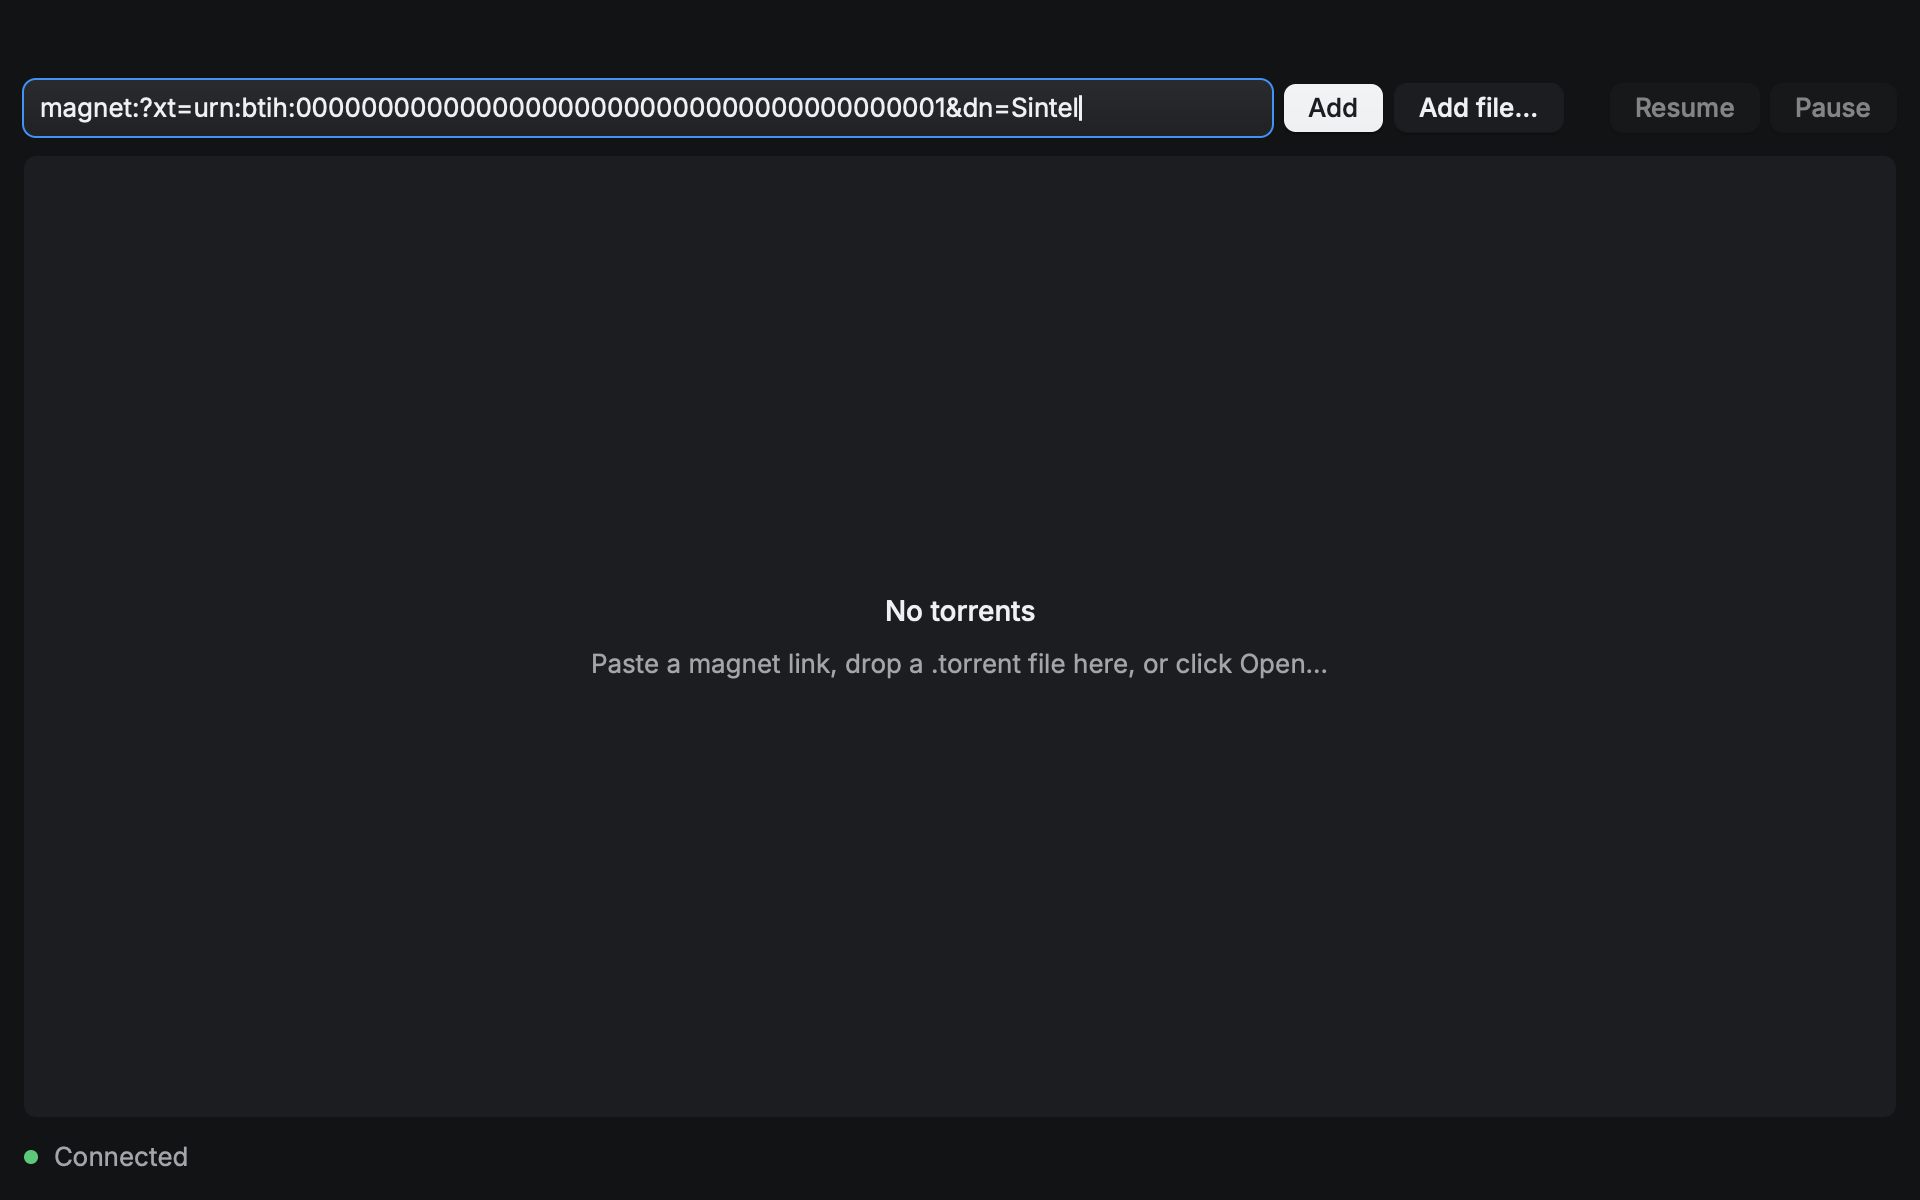 magnet:?xt=urn:btih:0000000000000000000000000000000000000001&dn=Sintel
Add
Add file...
Resume
Pause
No torrents
Paste a magnet link, drop a .torrent file here, or click Open...
Connected